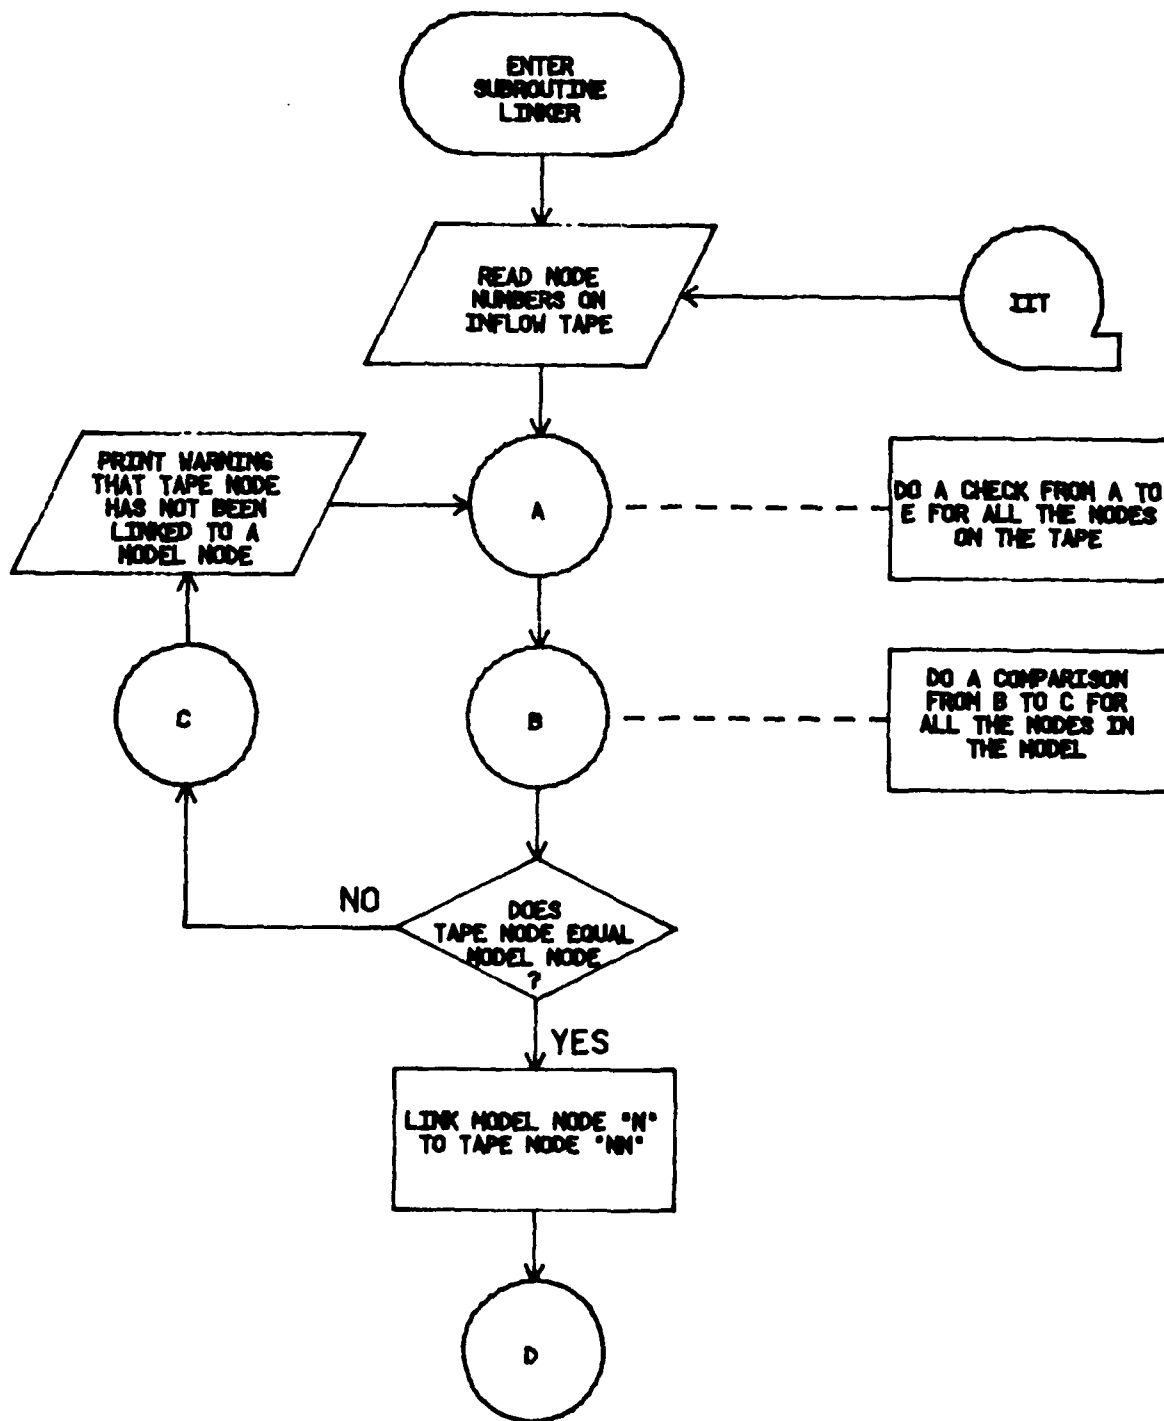 ENTER
SUBROUTINE
LINKER
READ NODE
NUMBERS ON
INFLOW TAPE
IIT
PRINT WARNING
THAT TAPE NODE
HAS NOT BEEN
LINKED TO A
MODEL NODE
A
DO A CHECK FROM A TO
E FOR ALL THE NODES
ON THE TAPE
C
B
DO A COMPARISON
FROM B TO C FOR
ALL THE NODES IN
THE MODEL
NO
DOES
TAPE NODE EQUAL
MODEL NODE
?
YES
LINK MODEL NODE "N"
TO TAPE NODE "NN"
D